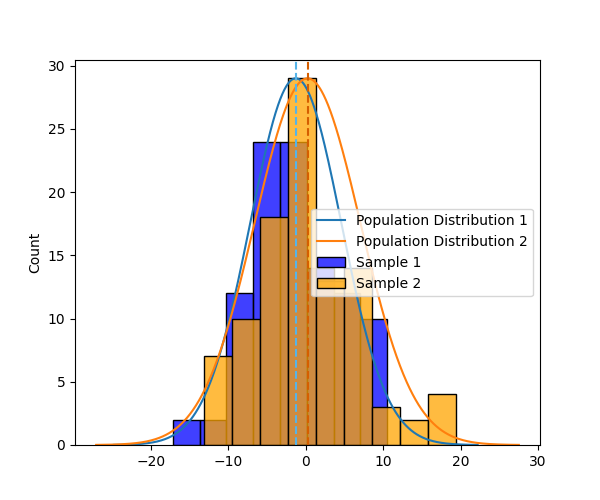 30
25
20
15
10
5
0
Count
Population Distribution 1
Population Distribution 2
Sample 1
Sample 2
−20 −10 0 10 20 30